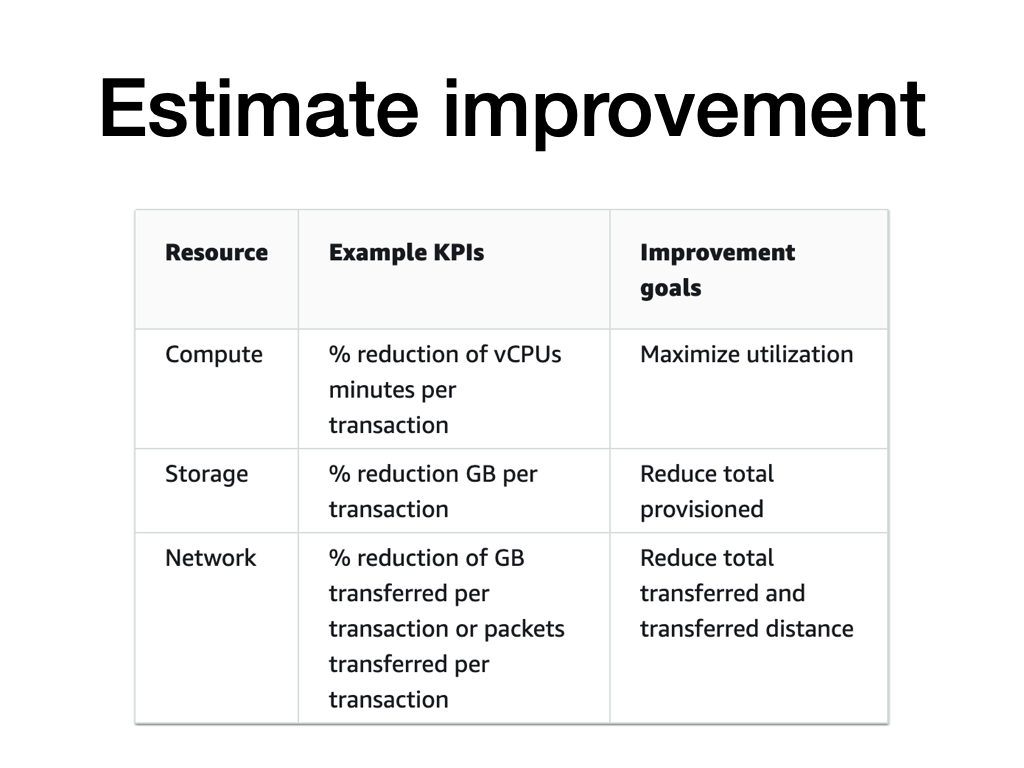 Estimate improvement
Resource
Example KPIs
Improvement
goals
Compute
% reduction of vCPUs
minutes per
transaction
Maximize utilization
Storage
% reduction GB per
transaction
Reduce total
provisioned
Network
% reduction of GB
transferred per
transaction or packets
transferred per
transaction
Reduce total
transferred and
transferred distance